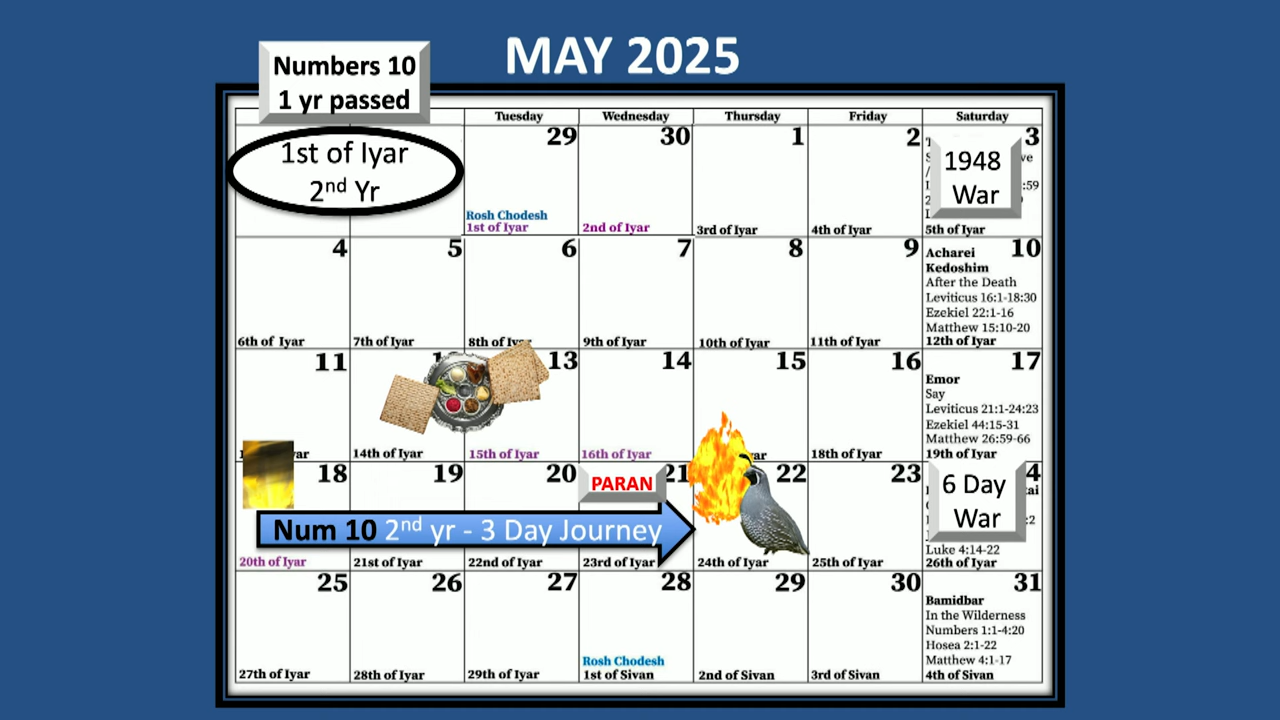 MAY 2025
Numbers 10
1 yr passed
Tuesday
Wednesday
Thursday
Friday
Saturday
1st of Iyar
2nd Yr
29
Rosh Chodesh
1st of Iyar
30
2nd of Iyar
1
3rd of Iyar
2
4th of Iyar
3
1948
War
5th of Iyar
4
6th of Iyar
5
7th of Iyar
6
8th of
7
9th of Iyar
8
10th of Iyar
9
11th of Iyar
10
Acharei
Kedoshim
After the Death
Leviticus 16:1-18:30
Ezekiel 22:1-16
Matthew 15:10-20
12th of Iyar
11
14th of Iyar
13
15th of Iyar
14
16th of Iyar
15
16
18th of Iyar
17
Emor
Say
Leviticus 21:1-24:23
Ezekiel 44:15-31
Matthew 26:59-66
19th of Iyar
18
20th of Iyar
19
21st of Iyar
20
22nd of Iyar
PARAN
21
23rd of Iyar
Num 10 2nd yr - 3 Day Journey
22
24th of Iyar
23
25th of Iyar
6 Day
War
Luke 4:14-22
26th of Iyar
25
27th of Iyar
26
28th of Iyar
27
29th of Iyar
28
Rosh Chodesh
1st of Sivan
29
2nd of Sivan
30
3rd of Sivan
31
Bamidbar
In the Wilderness
Numbers 1:1-4:20
Hosea 2:1-22
Matthew 4:1-17
4th of Sivan